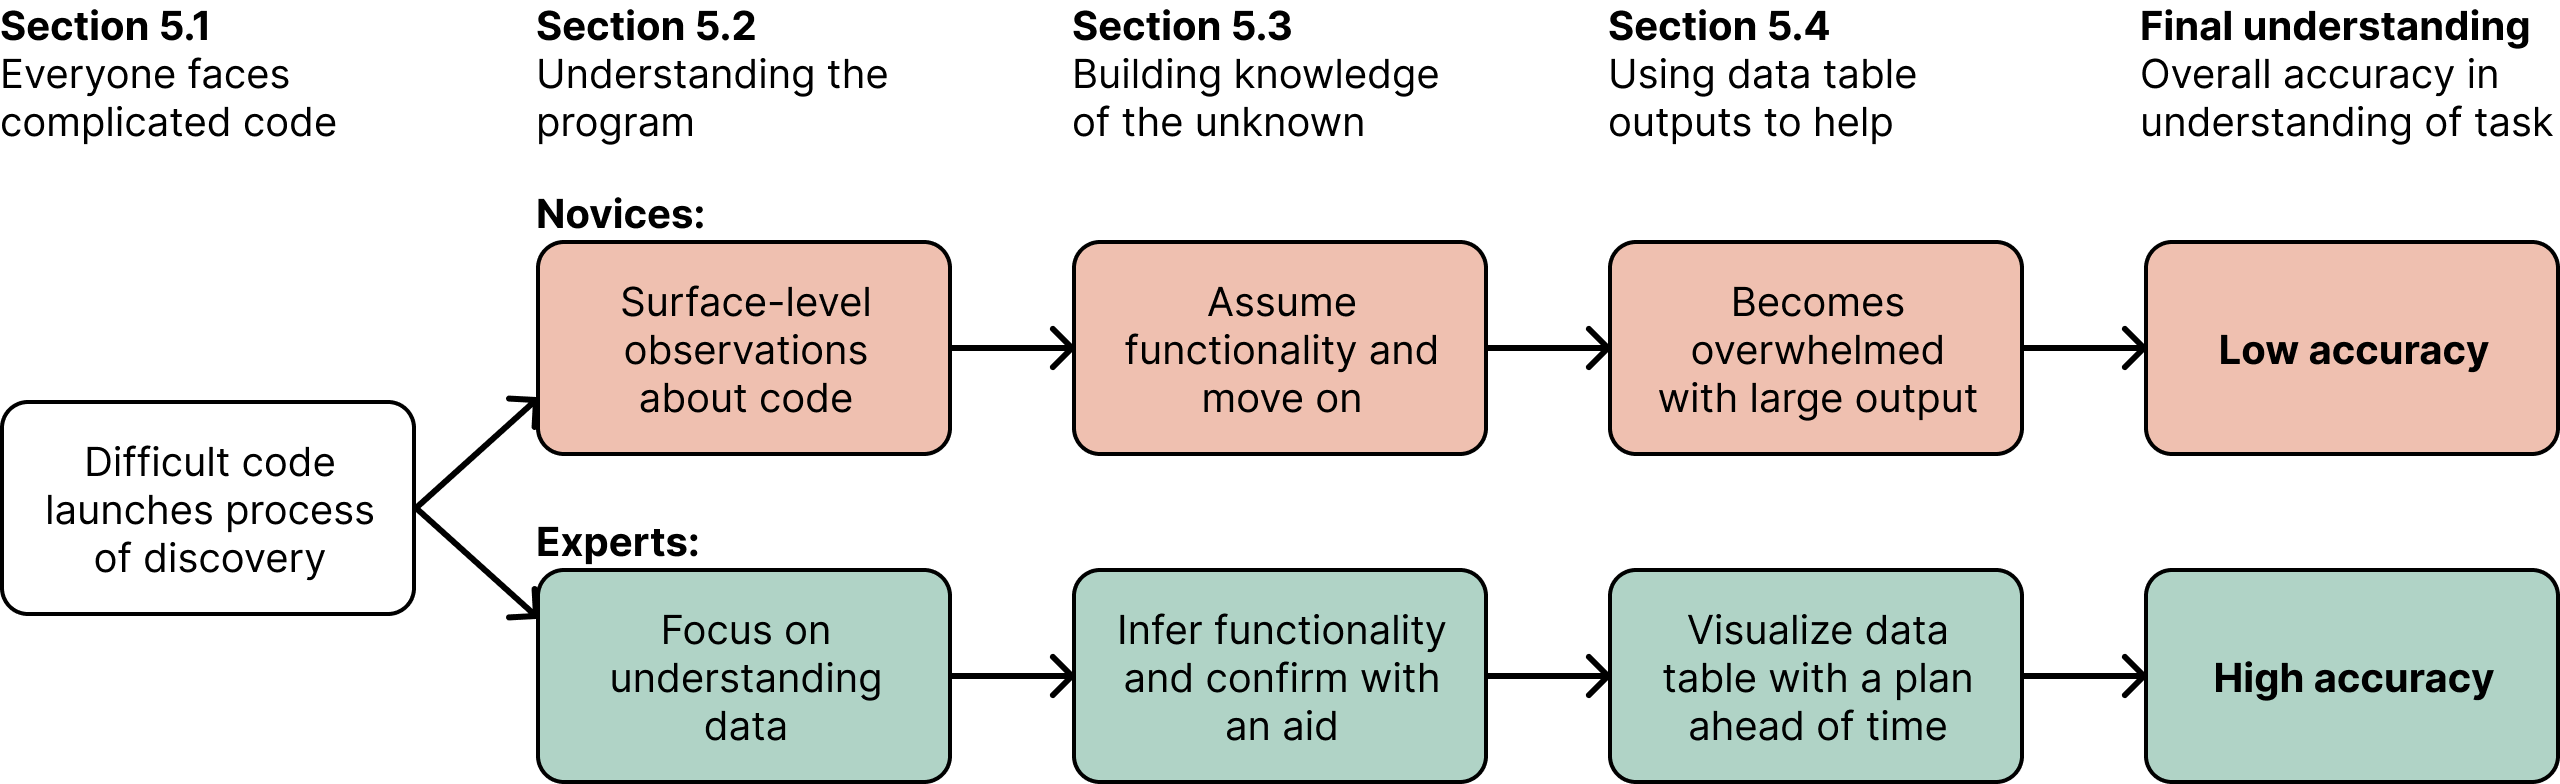 Section 5.1
Everyone faces
complicated code
Section 5.2
Understanding the
program
Section 5.3
Building knowledge
of the unknown
Section 5.4
Using data table
outputs to help
Final understanding
Overall accuracy in
understanding of task
Difficult code
launches process
of discovery
Novices:
Surface-level
observations
about code
Assume
functionality and
move on
Becomes
overwhelmed
with large output
Low accuracy
Experts:
Focus on
understanding
data
Infer functionality
and confirm with
an aid
Visualize data
table with a plan
ahead of time
High accuracy